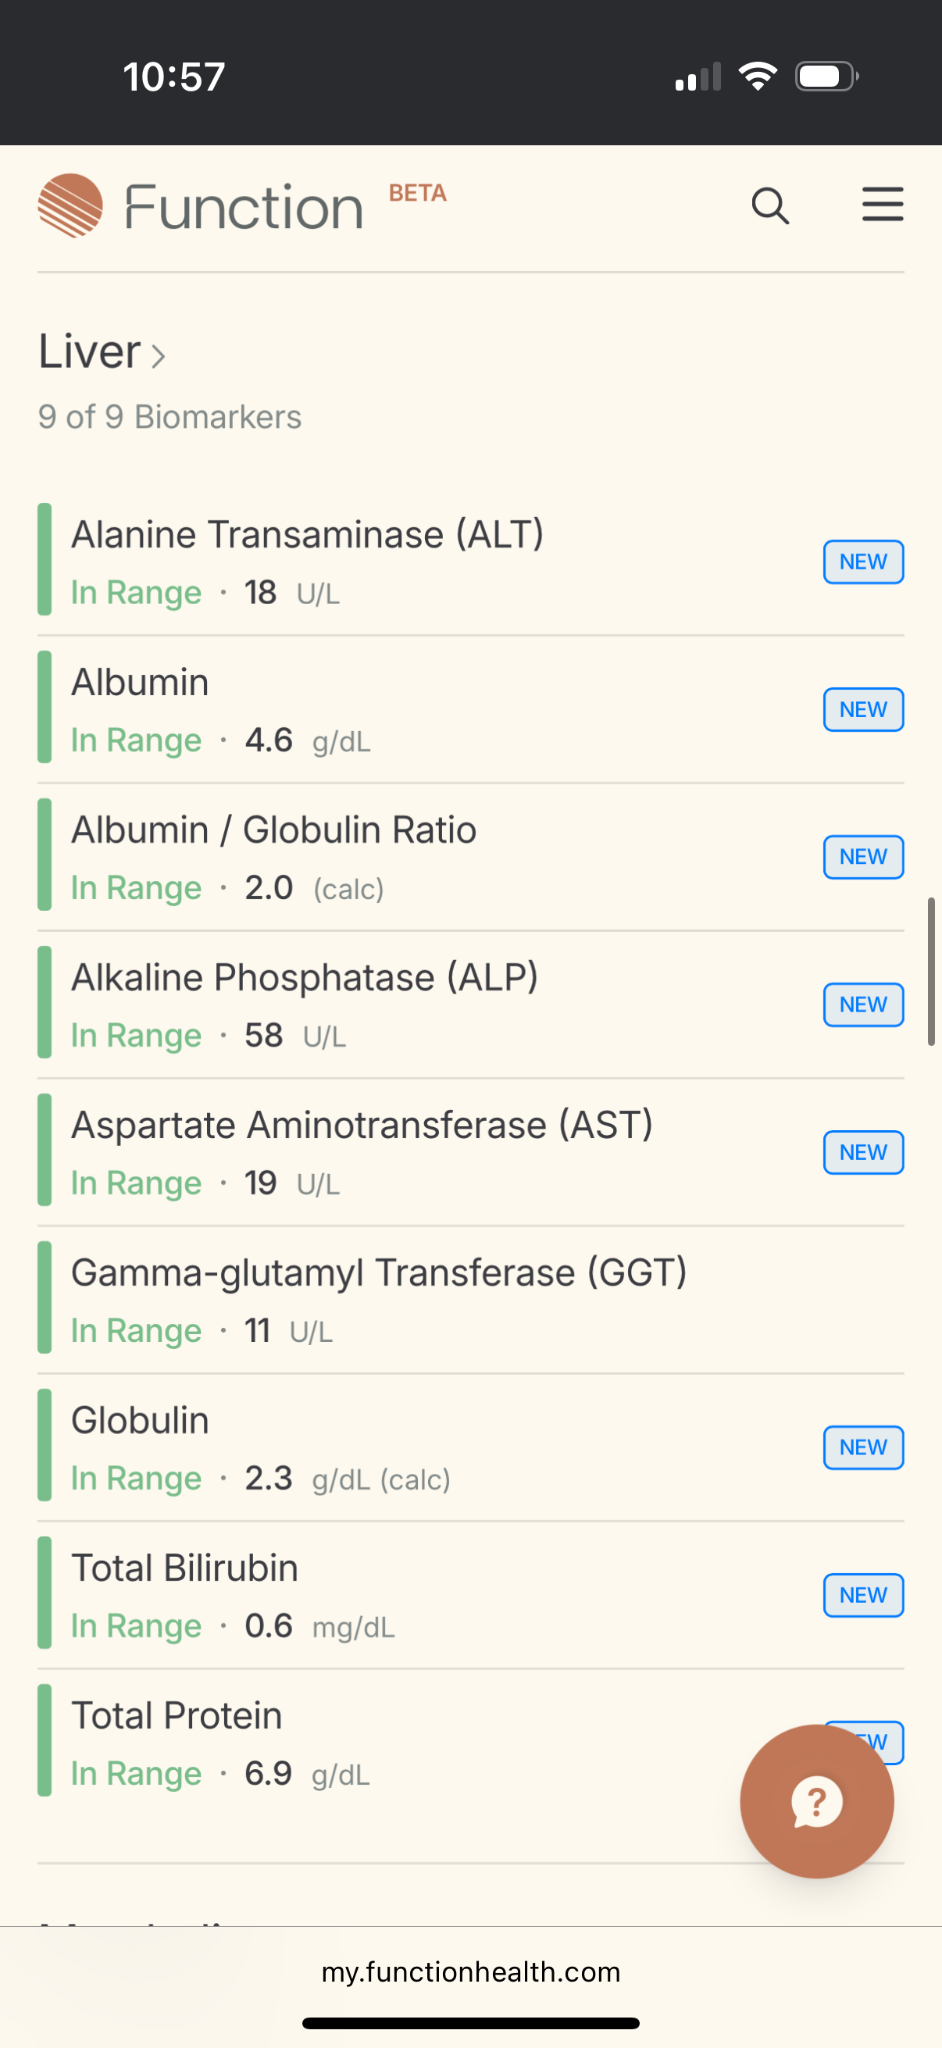 10:57
Function BETA
Liver >
9 of 9 Biomarkers
Alanine Transaminase (ALT)
In Range · 18 U/L
NEW
Albumin
In Range · 4.6 g/dL
NEW
Albumin / Globulin Ratio
In Range · 2.0 (calc)
NEW
Alkaline Phosphatase (ALP)
In Range · 58 U/L
NEW
Aspartate Aminotransferase (AST)
In Range · 19 U/L
NEW
Gamma-glutamyl Transferase (GGT)
In Range · 11 U/L
Globulin
In Range · 2.3 g/dL (calc)
NEW
Total Bilirubin
In Range · 0.6 mg/dL
NEW
Total Protein
In Range · 6.9 g/dL
?
my.functionhealth.com